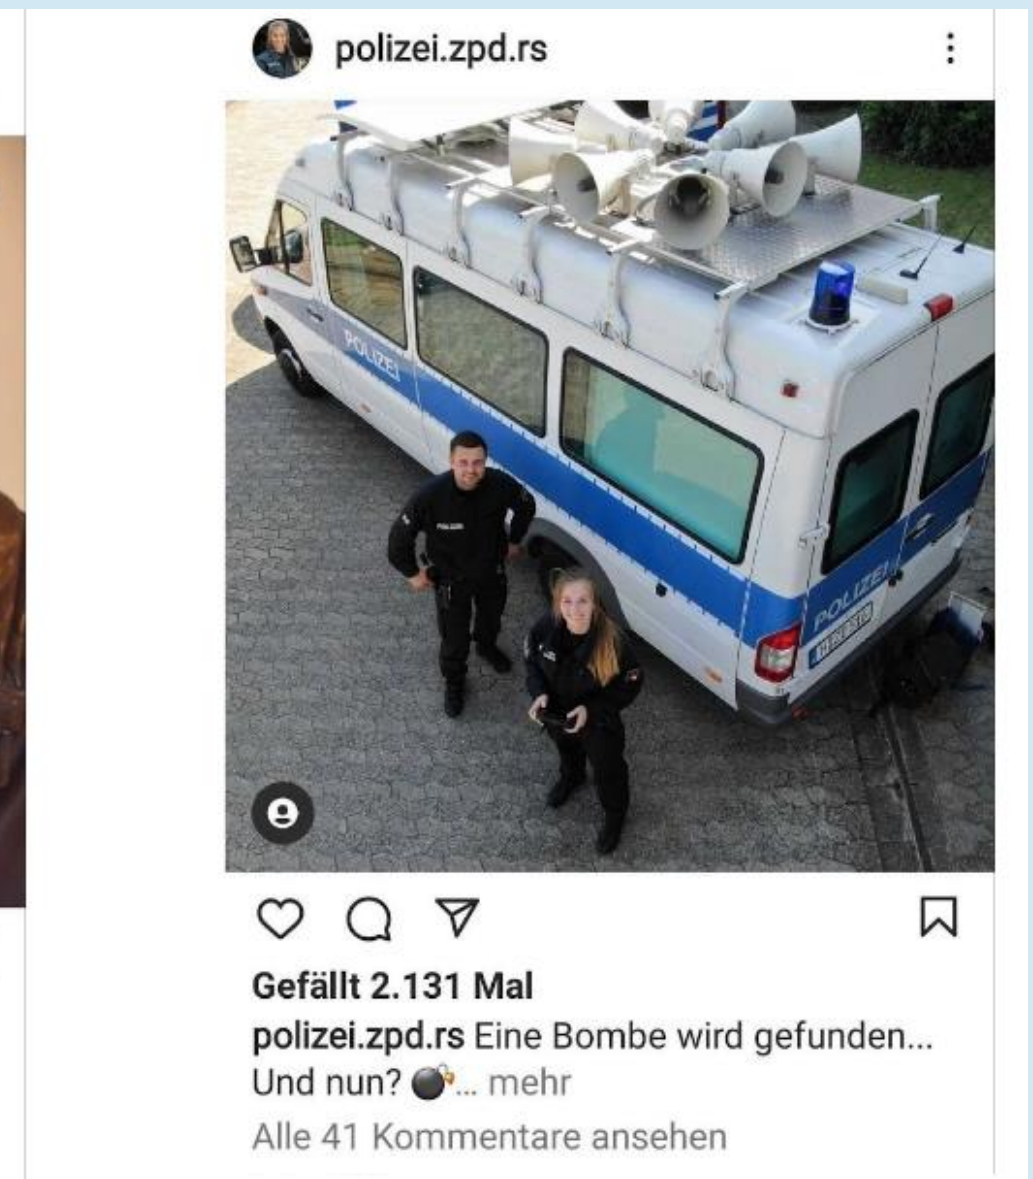 polizei.zpd.rs
POLIZEI
POLIZEI
POLIZEI
Gefällt 2.131 Mal
polizei.zpd.rs Eine Bombe wird gefunden...
Und nun? 💣... mehr
Alle 41 Kommentare ansehen